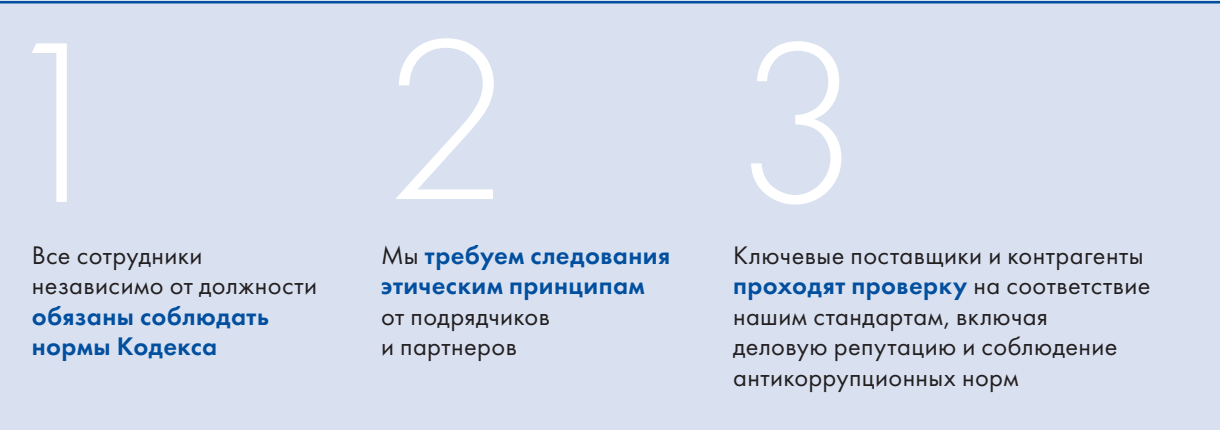 1
Все сотрудники
независимо от должности
обязаны соблюдать
нормы Кодекса
2
Мы требуем следования
этическим принципам
от подрядчиков
и партнеров
3
Ключевые поставщики и контрагенты
проходят проверку на соответствие
нашим стандартам, включая
деловую репутацию и соблюдение
антикоррупционных норм